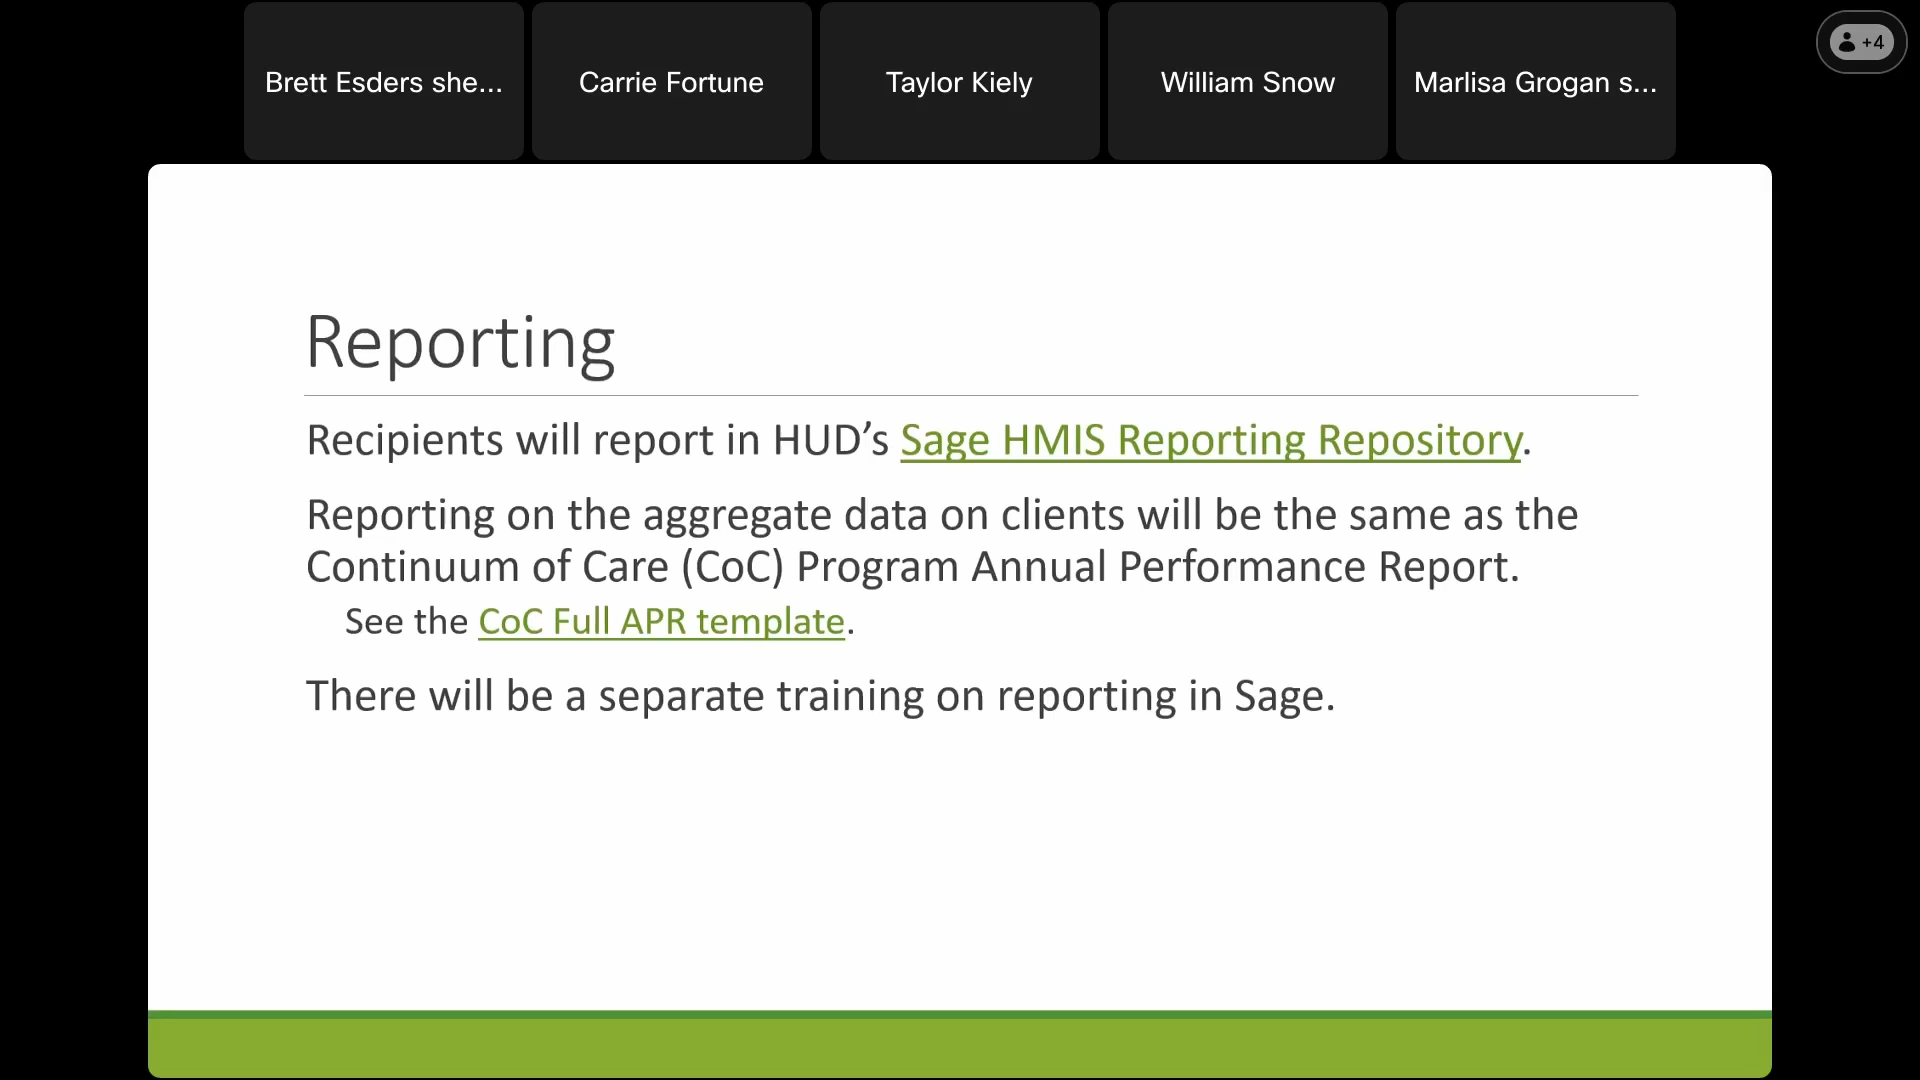 Brett Esders she...
Carrie Fortune
Taylor Kiely
William Snow
Marlisa Grogan s...
+4
Reporting
Recipients will report in HUD’s Sage HMIS Reporting Repository.
Reporting on the aggregate data on clients will be the same as the
Continuum of Care (CoC) Program Annual Performance Report.
See the CoC Full APR template.
There will be a separate training on reporting in Sage.